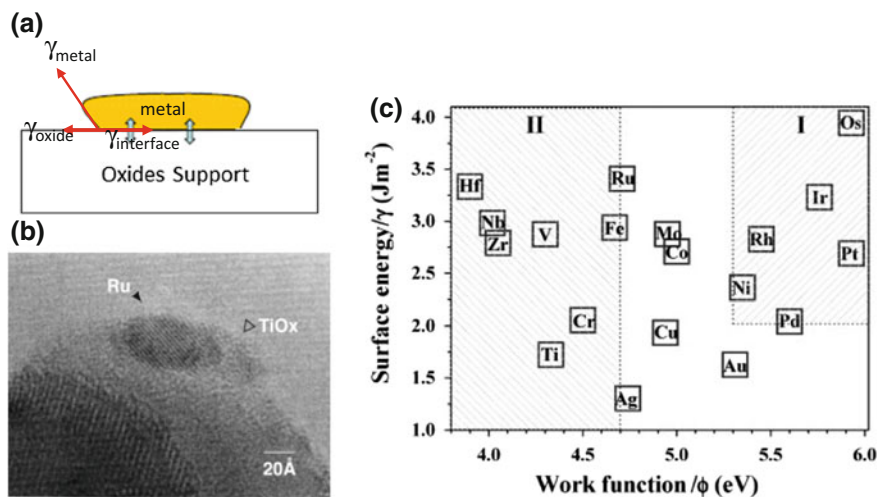 (a)
γmetal
metal
γoxide
γinterface
Oxides Support
(b)
Ru
TiOx
20Å
(c)
Surface energy/γ (Jm⁻²)
4.0
3.5
3.0
2.5
2.0
1.5
1.0
II
I
Os
Hf
Ru
Ir
Nb
V
Fe
Mo
Zr
Co
Rh
Pt
Ni
Cr
Cu
Pd
Ti
Au
Ag
4.0 4.5 5.0 5.5 6.0
Work function /ϕ (eV)